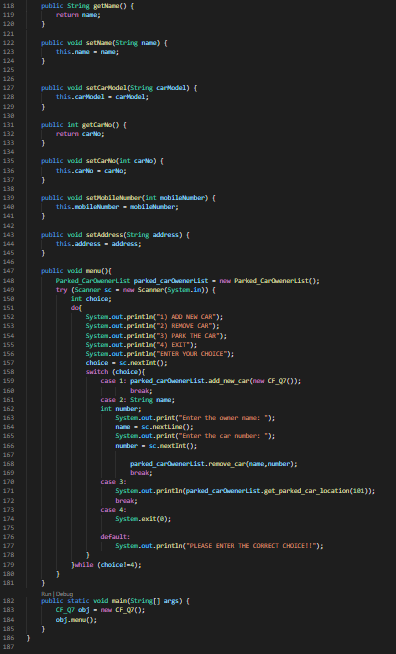 118 public String getName() {
119 return name;
120 }
121
122 public void setName(String name) {
123 this.name = name;
124 }
125
126
127 public void setCarModel(String carModel) {
128 this.carModel = carModel;
129 }
130
131 public int getCarNo() {
132 return carNo;
133 }
134
135 public void setCarNo(int carNo) {
136 this.carNo = carNo;
137 }
138
139 public void setMobileNumber(int mobileNumber) {
140 this.mobileNumber = mobileNumber;
141 }
142
143 public void setAddress(String address) {
144 this.address = address;
145 }
146
147 public void menu(){
148 Parked_CarOwenerList parked_carOwenerList = new Parked_CarOwenerList();
149 try (Scanner sc = new Scanner(System.in)) {
150 int choice;
151 do{
152 System.out.println("1) ADD NEW CAR");
153 System.out.println("2) REMOVE CAR");
154 System.out.println("3) PARK THE CAR");
155 System.out.println("4) EXIT");
156 System.out.println("ENTER YOUR CHOICE");
157 choice = sc.nextInt();
158 switch (choice){
159 case 1: parked_carOwenerList.add_new_car(new CF_Q7());
160 break;
161 case 2: String name;
162 int number;
163 System.out.print("Enter the owner name: ");
164 name = sc.nextLine();
165 System.out.print("Enter the car number: ");
166 number = sc.nextInt();
167
168 parked_carOwenerList.remove_car(name,number);
169 break;
170 case 3:
171 System.out.println(parked_carOwenerList.get_parked_car_location(101));
172 break;
173 case 4:
174 System.exit(0);
175
176 default:
177 System.out.println("PLEASE ENTER THE CORRECT CHOICE!!");
178 }
179 }while (choice!=4);
180 }
181 }
Run | Debug
182 public static void main(String[] args) {
183 CF_Q7 obj = new CF_Q7();
184 obj.menu();
185 }
186 }
187